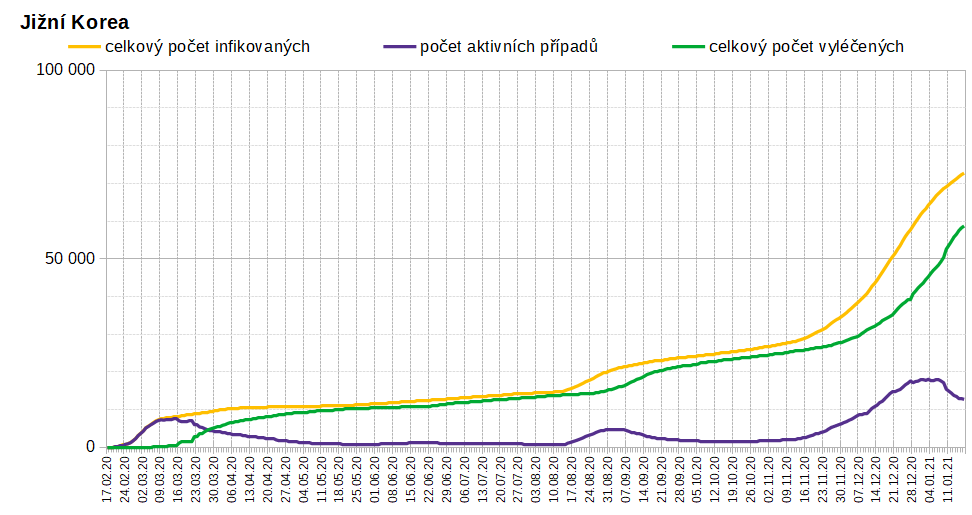 Jižní Korea
celkový počet infikovaných počet aktivních případů celkový počet vyléčených
100 000
50 000
0
17.02.20 24.02.20 02.03.20 09.03.20 16.03.20 23.03.20 30.03.20 06.04.20 13.04.20 20.04.20 27.04.20 04.05.20 11.05.20 18.05.20 25.05.20 01.06.20 08.06.20 15.06.20 22.06.20 29.06.20 06.07.20 13.07.20 20.07.20 27.07.20 03.08.20 10.08.20 17.08.20 24.08.20 31.08.20 07.09.20 14.09.20 21.09.20 28.09.20 05.10.20 12.10.20 19.10.20 26.10.20 02.11.20 09.11.20 16.11.20 23.11.20 30.11.20 07.12.20 14.12.20 21.12.20 28.12.20 04.01.21 11.01.21